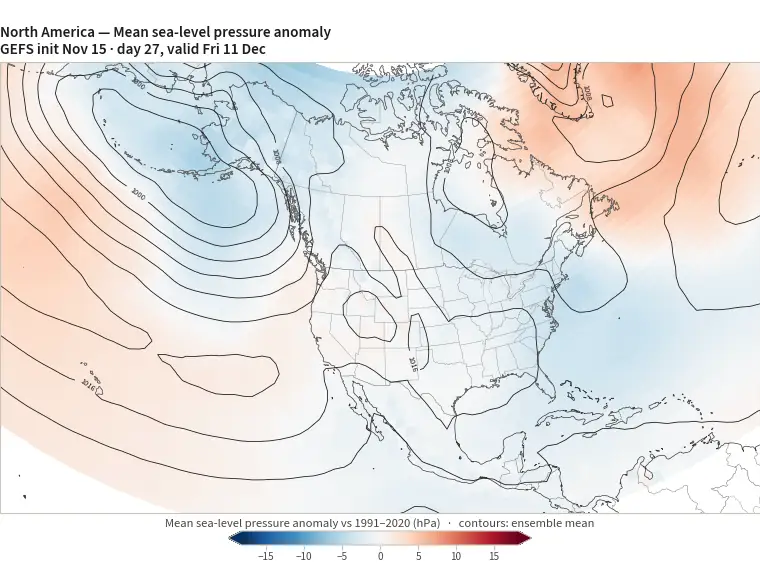 North America — Mean sea-level pressure anomaly
GEFS init Nov 15 · day 27, valid Fri 11 Dec
1000
1008
1000
1008
1016
1016
Mean sea-level pressure anomaly vs 1991–2020 (hPa) · contours: ensemble mean
−15 −10 −5 0 5 10 15